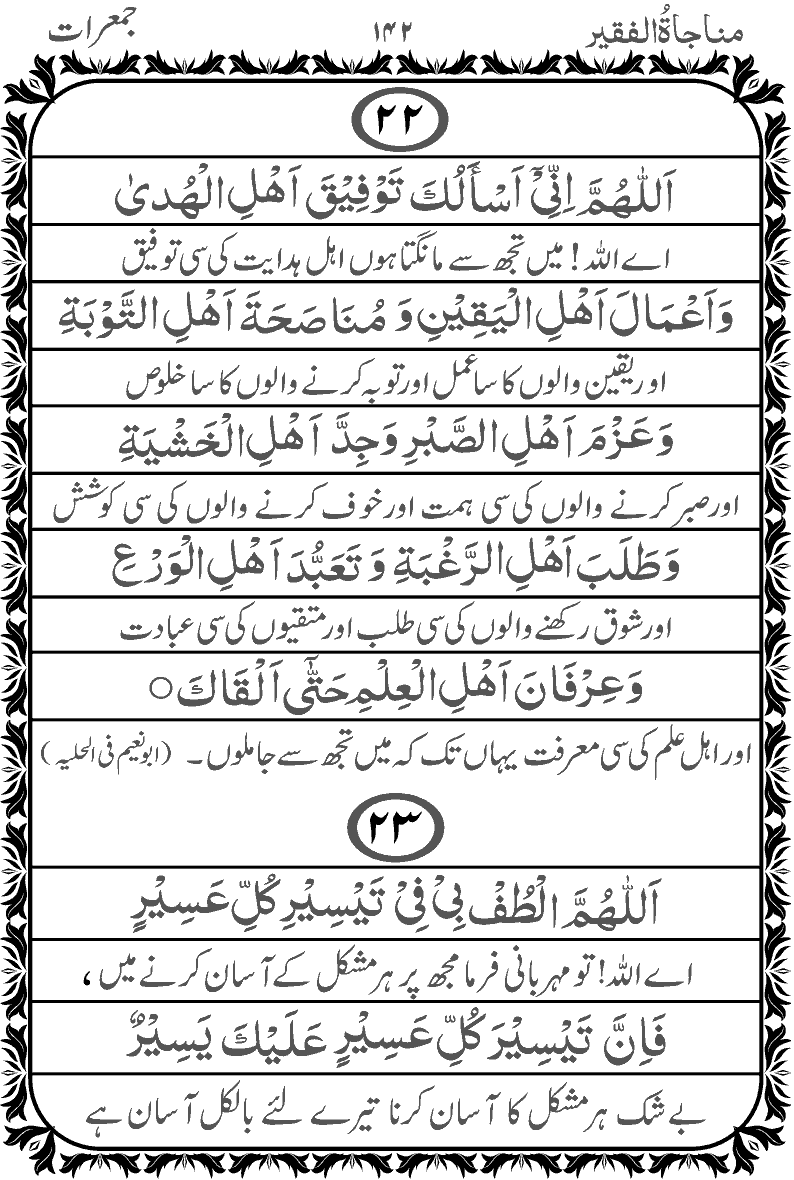 مناجاۃُالفقیر ۱۴۲ جمعرات
۲۲
اَللّٰهُمَّ اِنِّیْٓ اَسْأَلُكَ تَوْفِیْقَ اَهْلِ الْهُدیٰ
اے اللہ! میں تجھ سے مانگتا ہوں اہل ہدایت کی سی توفیق
وَاَعْمَالَ اَهْلِ الْیَقِیْنِ وَ مُنَاصَحَةَ اَهْلِ التَّوْبَةِ
اور یقین والوں کا سا عمل اور توبہ کرنے والوں کا سا خلوص
وَعَزْمَ اَهْلِ الصَّبْرِ وَجِدَّ اَهْلِ الْخَشْیَةِ
اور صبر کرنے والوں کی سی ہمت اور خوف کرنے والوں کی سی کوشش
وَطَلَبَ اَهْلِ الرَّغْبَةِ وَ تَعَبُّدَ اَهْلِ الْوَرْعِ
اور شوق رکھنے والوں کی سی طلب اور متقیوں کی سی عبادت
وَعِرْفَانَ اَهْلِ الْعِلْمِ حَتّٰٓی اَلْقَاكَ ○
اور اہل علم کی سی معرفت یہاں تک کہ میں تجھ سے جاملوں۔ (ابونعیم فی الحلیہ)
۲۳
اَللّٰهُمَّ الْطُفْ بِیْ فِیْ تَیْسِیْرِ كُلِّ عَسِیْرٍ
اے اللہ! تو مہربانی فرما مجھ پر ہر مشکل کے آسان کرنے میں،
فَاِنَّ تَیْسِیْرَ كُلِّ عَسِیْرٍ عَلَیْكَ یَسِیْرٌ
بے شک ہر مشکل کا آسان کرنا تیرے لئے بالکل آسان ہے